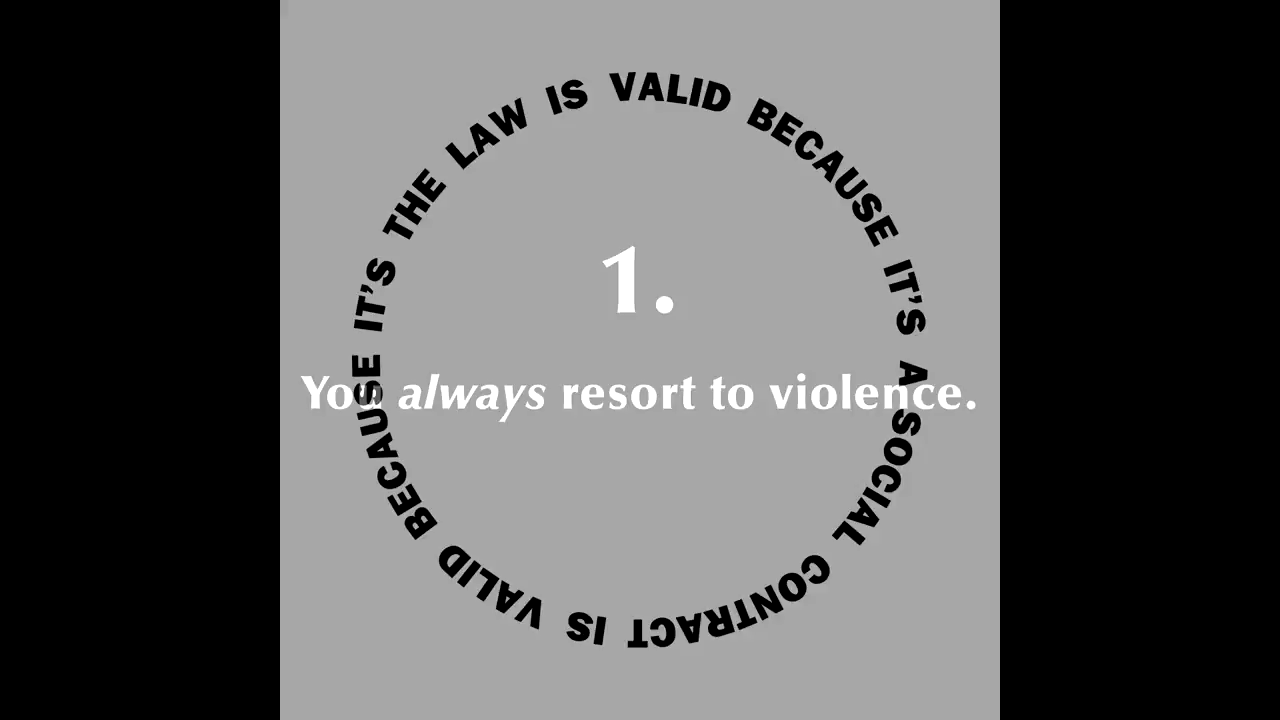 THE LAW IS VALID BECAUSE IT'S A SOCIAL CONTRACT IS VALID BECAUSE IT'S
1.
You always resort to violence.